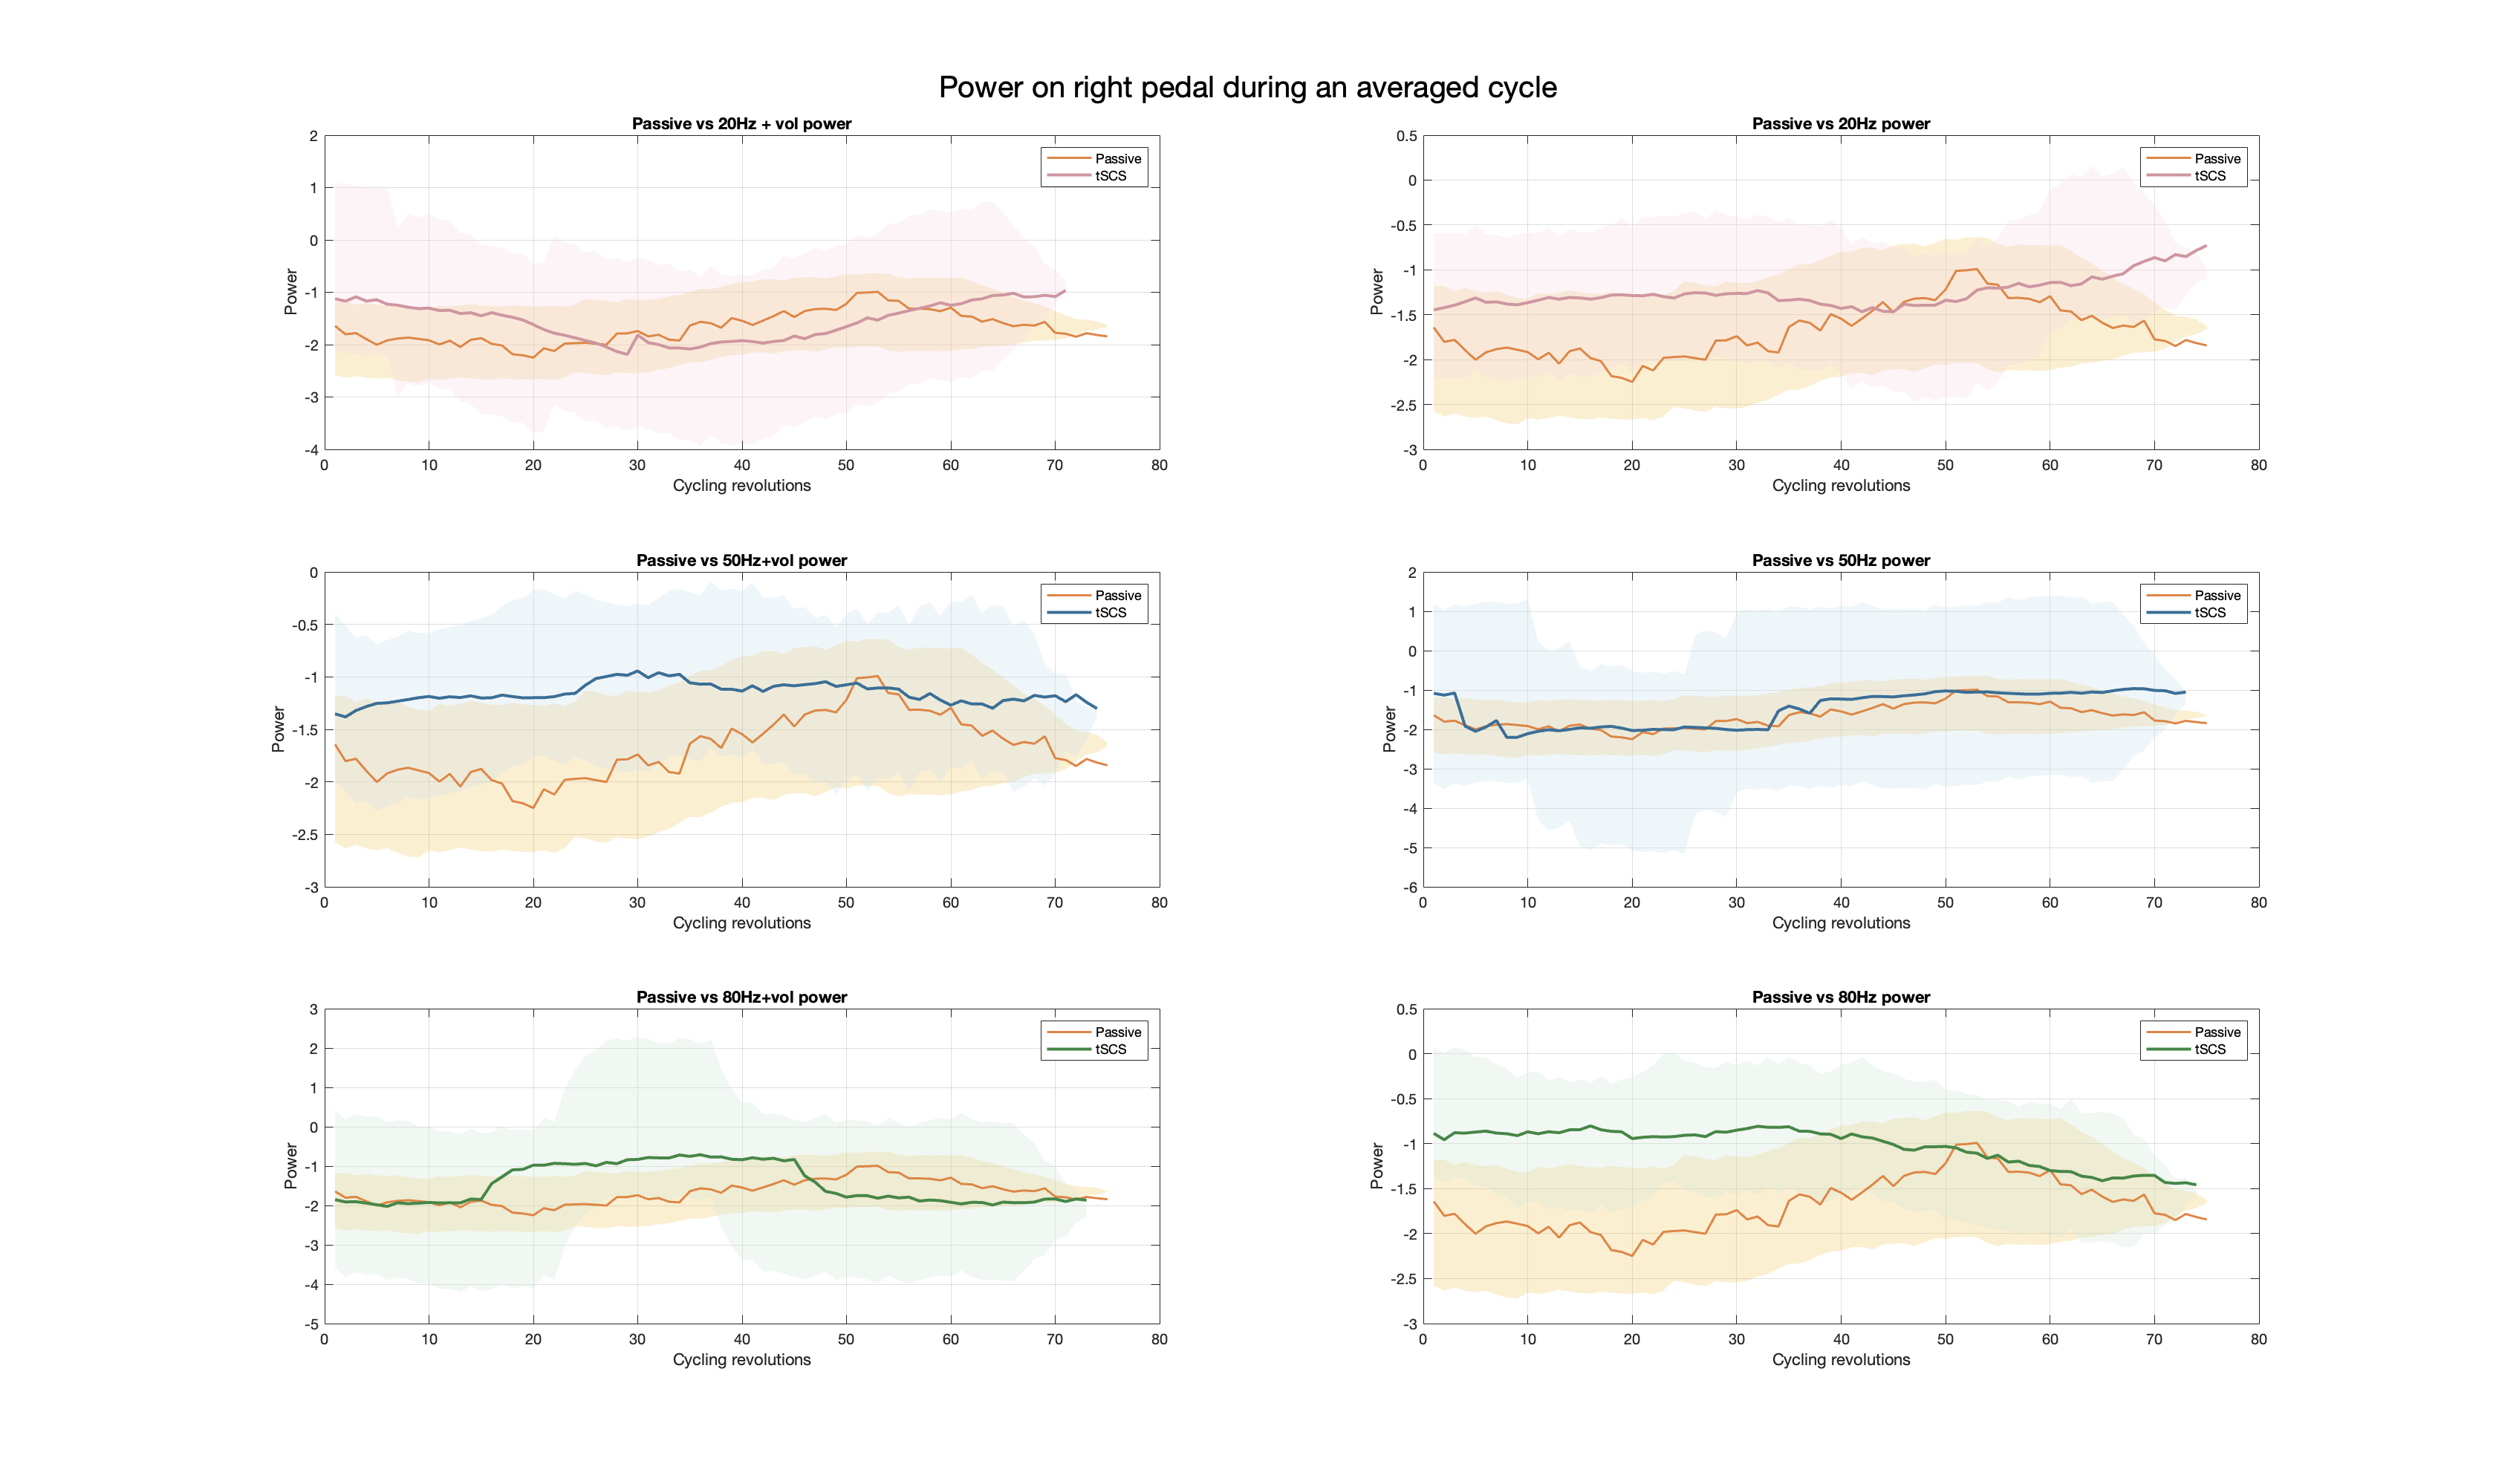 Power on right pedal during an averaged cycle
Passive vs 20Hz + vol power
Power
2
1
0
-1
-2
-3
-4
0 10 20 30 40 50 60 70 80
Cycling revolutions
Passive
tSCS
Passive vs 20Hz power
Power
0.5
0
-0.5
-1
-1.5
-2
-2.5
-3
0 10 20 30 40 50 60 70 80
Cycling revolutions
Passive
tSCS
Passive vs 50Hz+vol power
Power
0
-0.5
-1
-1.5
-2
-2.5
-3
0 10 20 30 40 50 60 70 80
Cycling revolutions
Passive
tSCS
Passive vs 50Hz power
Power
2
1
0
-1
-2
-3
-4
-5
-6
0 10 20 30 40 50 60 70 80
Cycling revolutions
Passive
tSCS
Passive vs 80Hz+vol power
Power
3
2
1
0
-1
-2
-3
-4
-5
0 10 20 30 40 50 60 70 80
Cycling revolutions
Passive
tSCS
Passive vs 80Hz power
Power
0.5
0
-0.5
-1
-1.5
-2
-2.5
-3
0 10 20 30 40 50 60 70 80
Cycling revolutions
Passive
tSCS